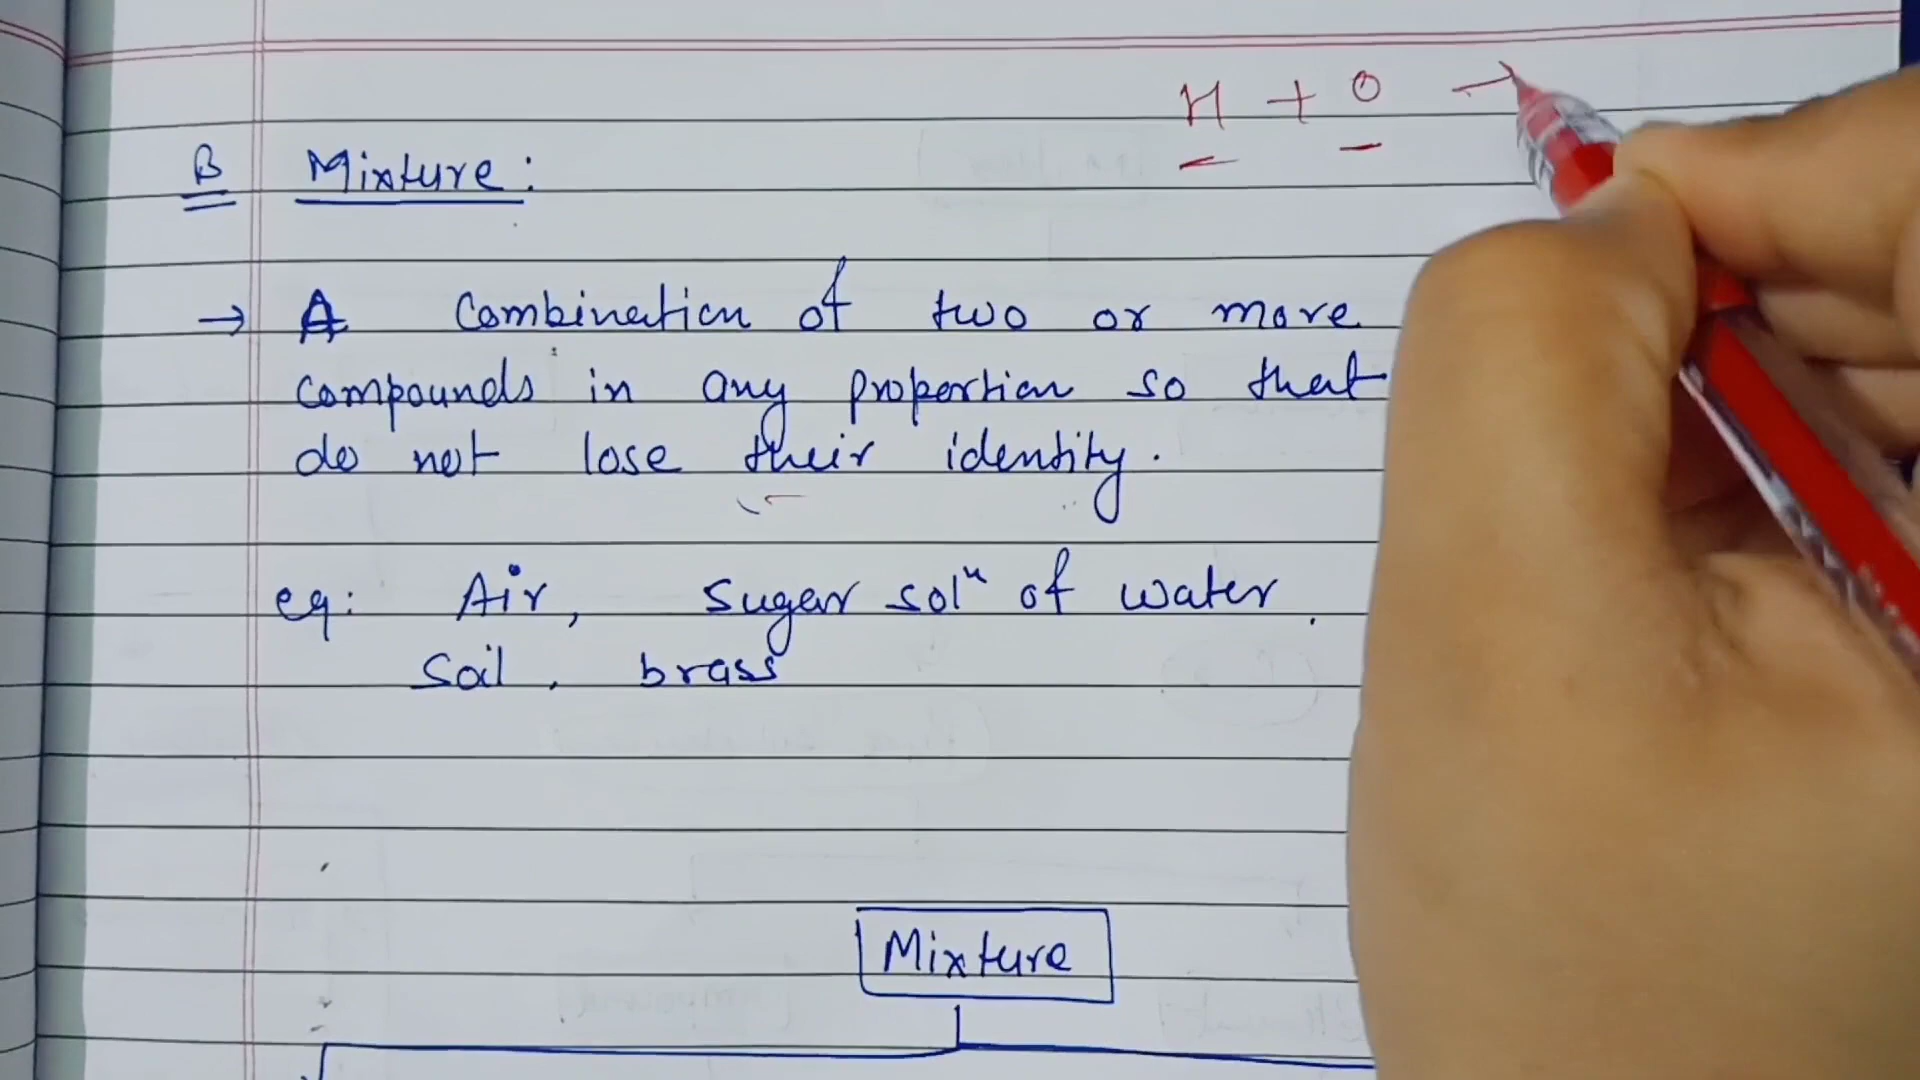 H + O →
B Mixture:
→ A Combination of two or more
compounds in any proportion so that
do not lose their identity.
eg: Air, Sugar solⁿ of water.
Soil, brass
Mixture